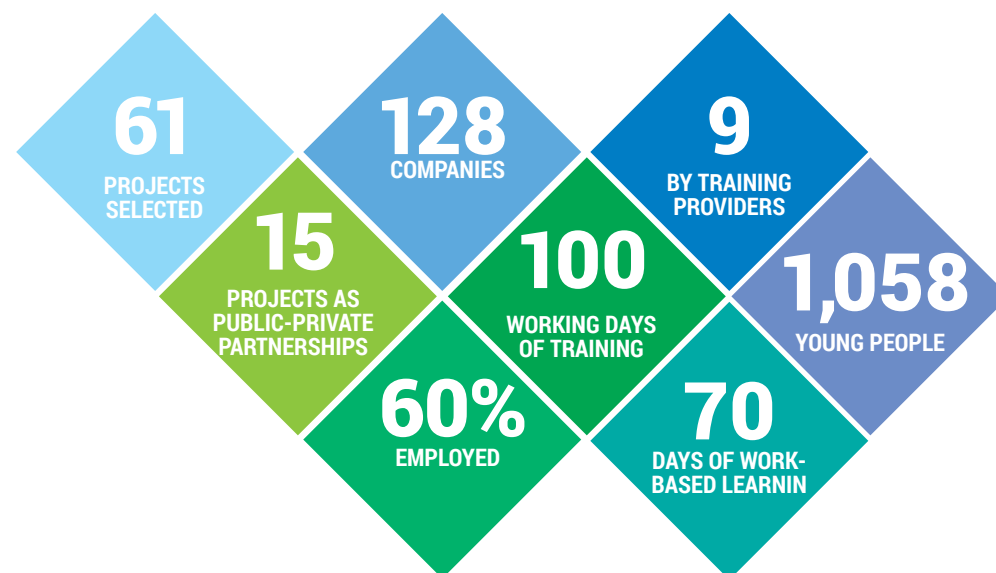 61
PROJECTS
SELECTED
128
COMPANIES
9
BY TRAINING
PROVIDERS
15
PROJECTS AS
PUBLIC-PRIVATE
PARTNERSHIPS
100
WORKING DAYS
OF TRAINING
1,058
YOUNG PEOPLE
60%
EMPLOYED
70
DAYS OF WORK-
BASED LEARNIN